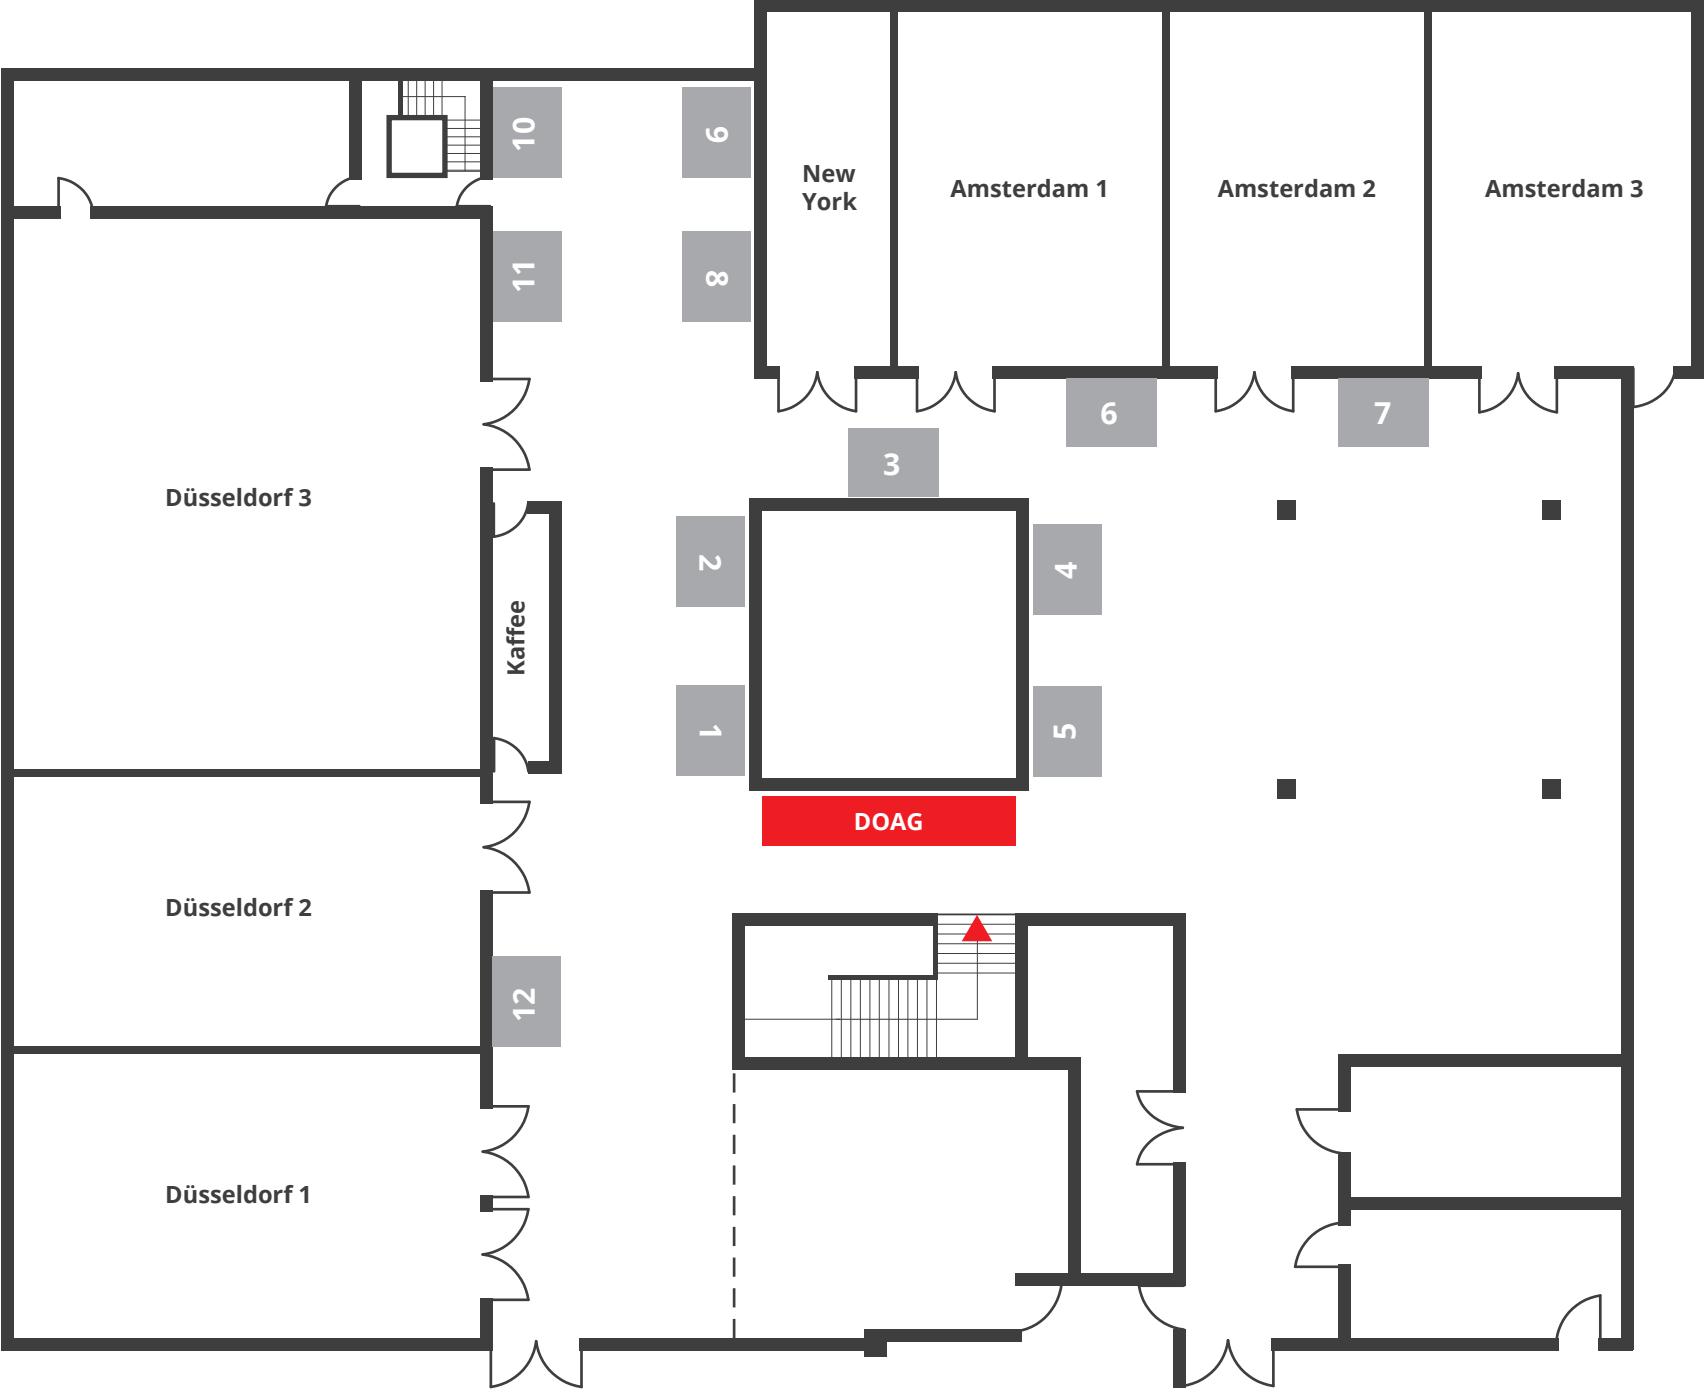 10
9
New
York
Amsterdam 1
Amsterdam 2
Amsterdam 3
11
8
6
7
3
Düsseldorf 3
2
4
Kaffee
1
5
DOAG
Düsseldorf 2
12
Düsseldorf 1